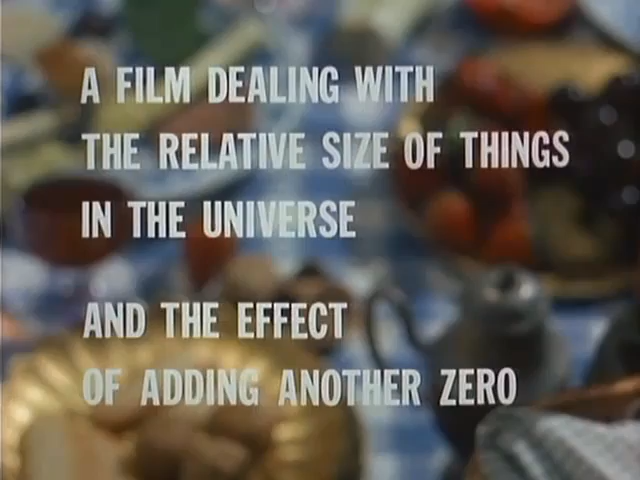 A FILM DEALING WITH
THE RELATIVE SIZE OF THINGS
IN THE UNIVERSE
AND THE EFFECT
OF ADDING ANOTHER ZERO